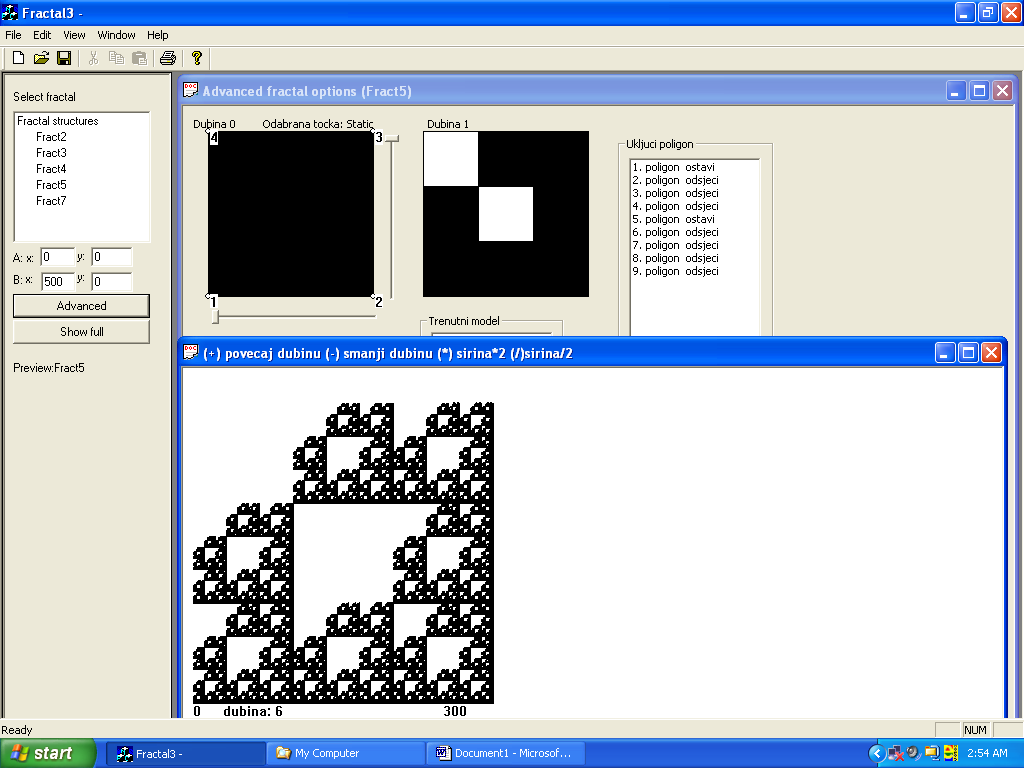 Fractal3 -
File Edit View Window Help
Select fractal
Fractal structures
Fract2
Fract3
Fract4
Fract5
Fract7
A: x: 0 y: 0
B: x: 500 y: 0
Advanced
Show full
Preview:Fract5
Advanced fractal options (Fract5)
Dubina 0 Odabrana tocka: Static
4 3
1 2
Dubina 1
Ukljuci poligon
1. poligon ostavi
2. poligon odsjeci
3. poligon odsjeci
4. poligon odsjeci
5. poligon ostavi
6. poligon odsjeci
7. poligon odsjeci
8. poligon odsjeci
9. poligon odsjeci
Trenutni model
(+) povecaj dubinu (-) smanji dubinu (*) sirina*2 (/)sirina/2
0 dubina: 6 300
Ready NUM
start Fractal3 - My Computer Document1 - Microsof... 2:54 AM